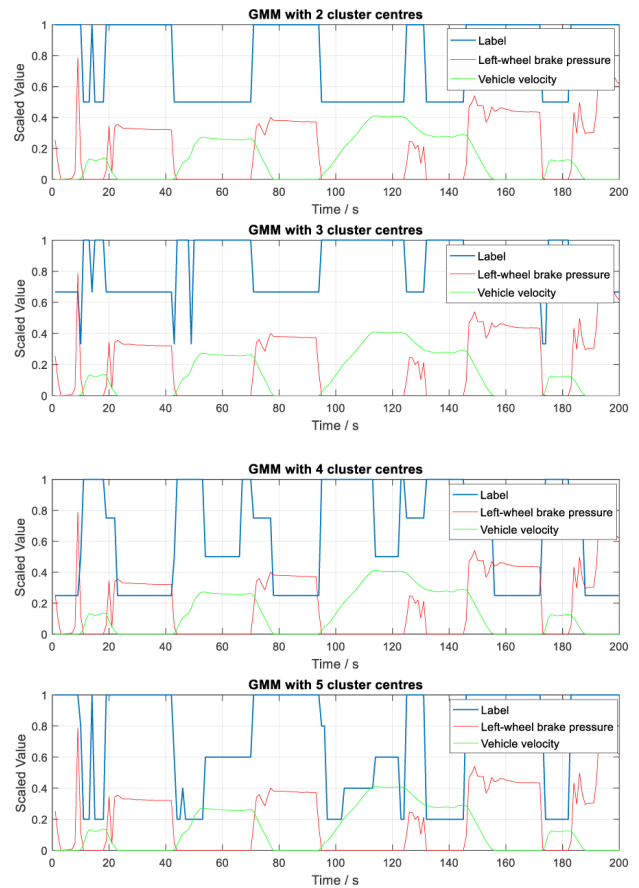 GMM with 2 cluster centres
1
0.8
0.6
0.4
0.2
0
Scaled Value
Label
Left-wheel brake pressure
Vehicle velocity
0 20 40 60 80 100 120 140 160 180 200
Time / s
GMM with 3 cluster centres
1
0.8
0.6
0.4
0.2
0
Scaled Value
Label
Left-wheel brake pressure
Vehicle velocity
0 20 40 60 80 100 120 140 160 180 200
Time / s
GMM with 4 cluster centres
1
0.8
0.6
0.4
0.2
0
Scaled Value
Label
Left-wheel brake pressure
Vehicle velocity
0 20 40 60 80 100 120 140 160 180 200
Time / s
GMM with 5 cluster centres
1
0.8
0.6
0.4
0.2
0
Scaled Value
Label
Left-wheel brake pressure
Vehicle velocity
0 20 40 60 80 100 120 140 160 180 200
Time / s